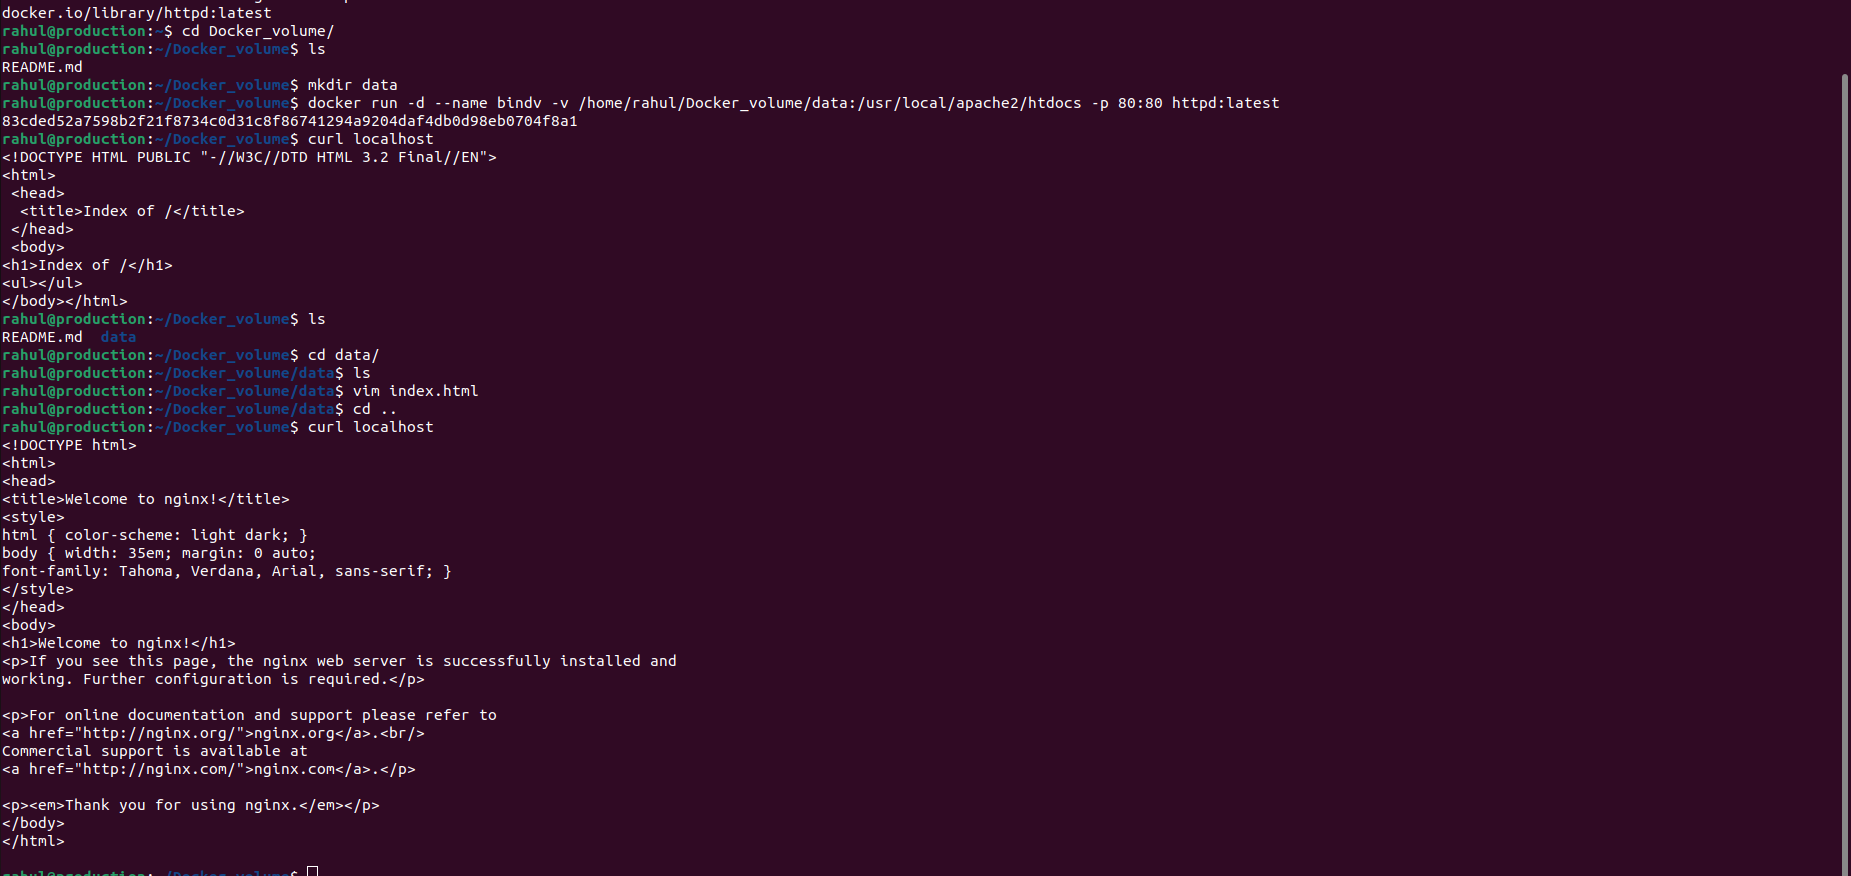 docker.io/library/httpd:latest
rahul@production:~$ cd Docker_volume/
rahul@production:~/Docker_volume$ ls
README.md
rahul@production:~/Docker_volume$ mkdir data
rahul@production:~/Docker_volume$ docker run -d --name bindv -v /home/rahul/Docker_volume/data:/usr/local/apache2/htdocs -p 80:80 httpd:latest
83cded52a7598b2f21f8734c0d31c8f86741294a9204daf4db0d98eb0704f8a1
rahul@production:~/Docker_volume$ curl localhost
<!DOCTYPE HTML PUBLIC "-//W3C//DTD HTML 3.2 Final//EN">
<html>
 <head>
  <title>Index of /</title>
 </head>
 <body>
<h1>Index of /</h1>
<ul></ul>
</body></html>
rahul@production:~/Docker_volume$ ls
README.md  data
rahul@production:~/Docker_volume$ cd data/
rahul@production:~/Docker_volume/data$ ls
rahul@production:~/Docker_volume/data$ vim index.html
rahul@production:~/Docker_volume/data$ cd ..
rahul@production:~/Docker_volume$ curl localhost
<!DOCTYPE html>
<html>
<head>
<title>Welcome to nginx!</title>
<style>
html { color-scheme: light dark; }
body { width: 35em; margin: 0 auto;
font-family: Tahoma, Verdana, Arial, sans-serif; }
</style>
</head>
<body>
<h1>Welcome to nginx!</h1>
<p>If you see this page, the nginx web server is successfully installed and
working. Further configuration is required.</p>

<p>For online documentation and support please refer to
<a href="http://nginx.org/">nginx.org</a>.<br/>
Commercial support is available at
<a href="http://nginx.com/">nginx.com</a>.</p>

<p><em>Thank you for using nginx.</em></p>
</body>
</html>

rahul@production:~/Docker_volume$